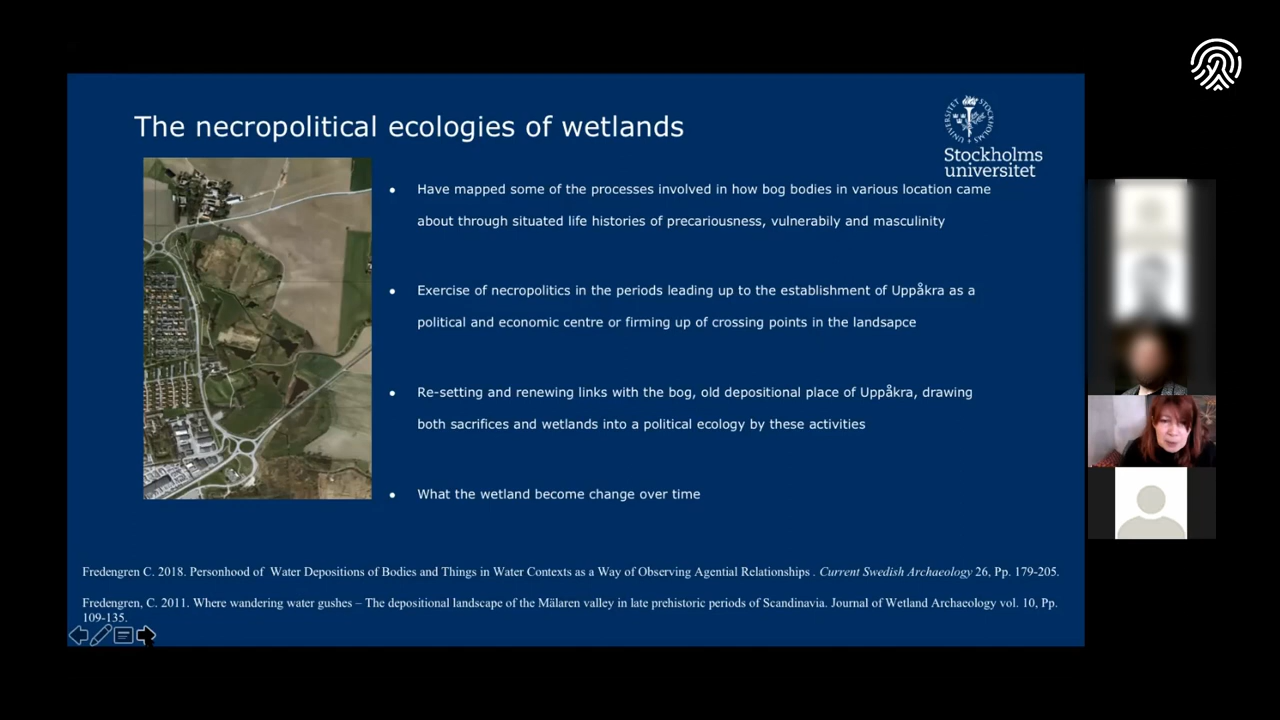 The necropolitical ecologies of wetlands
Stockholms
universitet
Have mapped some of the processes involved in how bog bodies in various location came
about through situated life histories of precariousness, vulnerabily and masculinity
Exercise of necropolitics in the periods leading up to the establishment of Uppåkra as a
political and economic centre or firming up of crossing points in the landsapce
Re-setting and renewing links with the bog, old depositional place of Uppåkra, drawing
both sacrifices and wetlands into a political ecology by these activities
What the wetland become change over time
Fredengren C. 2018. Personhood of Water Depositions of Bodies and Things in Water Contexts as a Way of Observing Agential Relationships . Current Swedish Archaeology 26, Pp. 179-205.
Fredengren, C. 2011. Where wandering water gushes – The depositional landscape of the Mälaren valley in late prehistoric periods of Scandinavia. Journal of Wetland Archaeology vol. 10, Pp.
109-135.